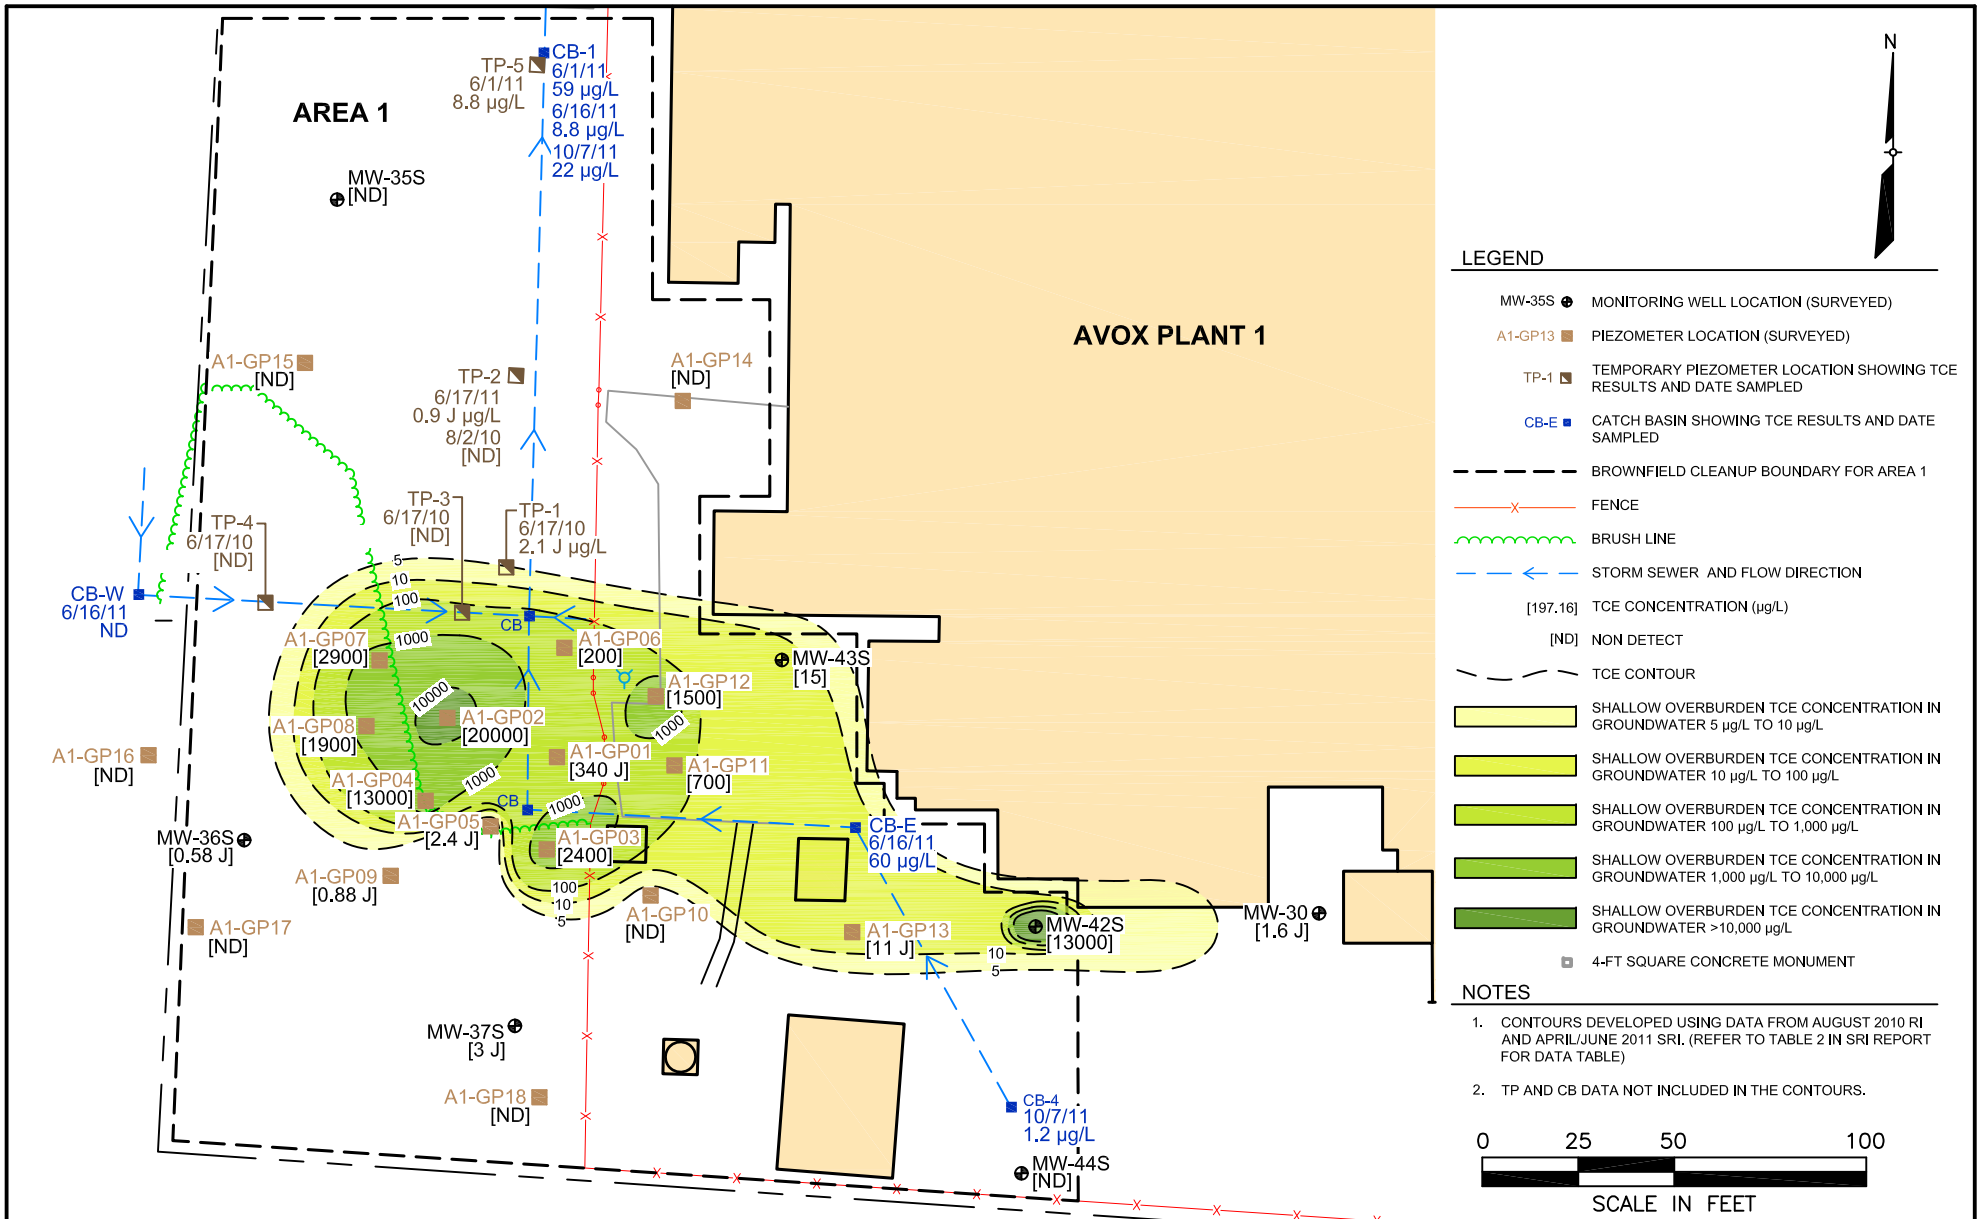 AREA 1
TP-5
6/1/11
8.8 µg/L
CB-1
6/1/11
59 µg/L
6/16/11
8.8 µg/L
10/7/11
22 µg/L
MW-35S
[ND]
N
AVOX PLANT 1
A1-GP15
[ND]
TP-2
6/17/11
0.9 J µg/L
8/2/10
[ND]
A1-GP14
[ND]
TP-4
6/17/10
[ND]
TP-3
6/17/10
[ND]
TP-1
6/17/10
2.1 J µg/L
CB-W
6/16/11
ND
5
10
100
1000
CB
A1-GP07
[2900]
A1-GP06
[200]
MW-43S
[15]
A1-GP12
[1500]
1000
10000
A1-GP02
[20000]
A1-GP08
[1900]
A1-GP01
[340 J]
A1-GP11
[700]
A1-GP16
[ND]
A1-GP04
[13000]
1000
CB
1000
A1-GP05
[2.4 J]
A1-GP03
[2400]
CB-E
6/16/11
60 µg/L
MW-36S
[0.58 J]
A1-GP09
[0.88 J]
100
10
5
A1-GP10
[ND]
A1-GP17
[ND]
A1-GP13
[11 J]
MW-42S
[13000]
10
5
MW-30
[1.6 J]
MW-37S
[3 J]
A1-GP18
[ND]
CB-4
10/7/11
1.2 µg/L
MW-44S
[ND]
LEGEND
MW-35S MONITORING WELL LOCATION (SURVEYED)
A1-GP13 PIEZOMETER LOCATION (SURVEYED)
TP-1 TEMPORARY PIEZOMETER LOCATION SHOWING TCE
RESULTS AND DATE SAMPLED
CB-E CATCH BASIN SHOWING TCE RESULTS AND DATE
SAMPLED
BROWNFIELD CLEANUP BOUNDARY FOR AREA 1
X FENCE
BRUSH LINE
STORM SEWER AND FLOW DIRECTION
[197.16] TCE CONCENTRATION (µg/L)
[ND] NON DETECT
TCE CONTOUR
SHALLOW OVERBURDEN TCE CONCENTRATION IN
GROUNDWATER 5 µg/L TO 10 µg/L
SHALLOW OVERBURDEN TCE CONCENTRATION IN
GROUNDWATER 10 µg/L TO 100 µg/L
SHALLOW OVERBURDEN TCE CONCENTRATION IN
GROUNDWATER 100 µg/L TO 1,000 µg/L
SHALLOW OVERBURDEN TCE CONCENTRATION IN
GROUNDWATER 1,000 µg/L TO 10,000 µg/L
SHALLOW OVERBURDEN TCE CONCENTRATION IN
GROUNDWATER >10,000 µg/L
4-FT SQUARE CONCRETE MONUMENT
NOTES
1. CONTOURS DEVELOPED USING DATA FROM AUGUST 2010 RI
AND APRIL/JUNE 2011 SRI. (REFER TO TABLE 2 IN SRI REPORT
FOR DATA TABLE)
2. TP AND CB DATA NOT INCLUDED IN THE CONTOURS.
0 25 50 100
SCALE IN FEET